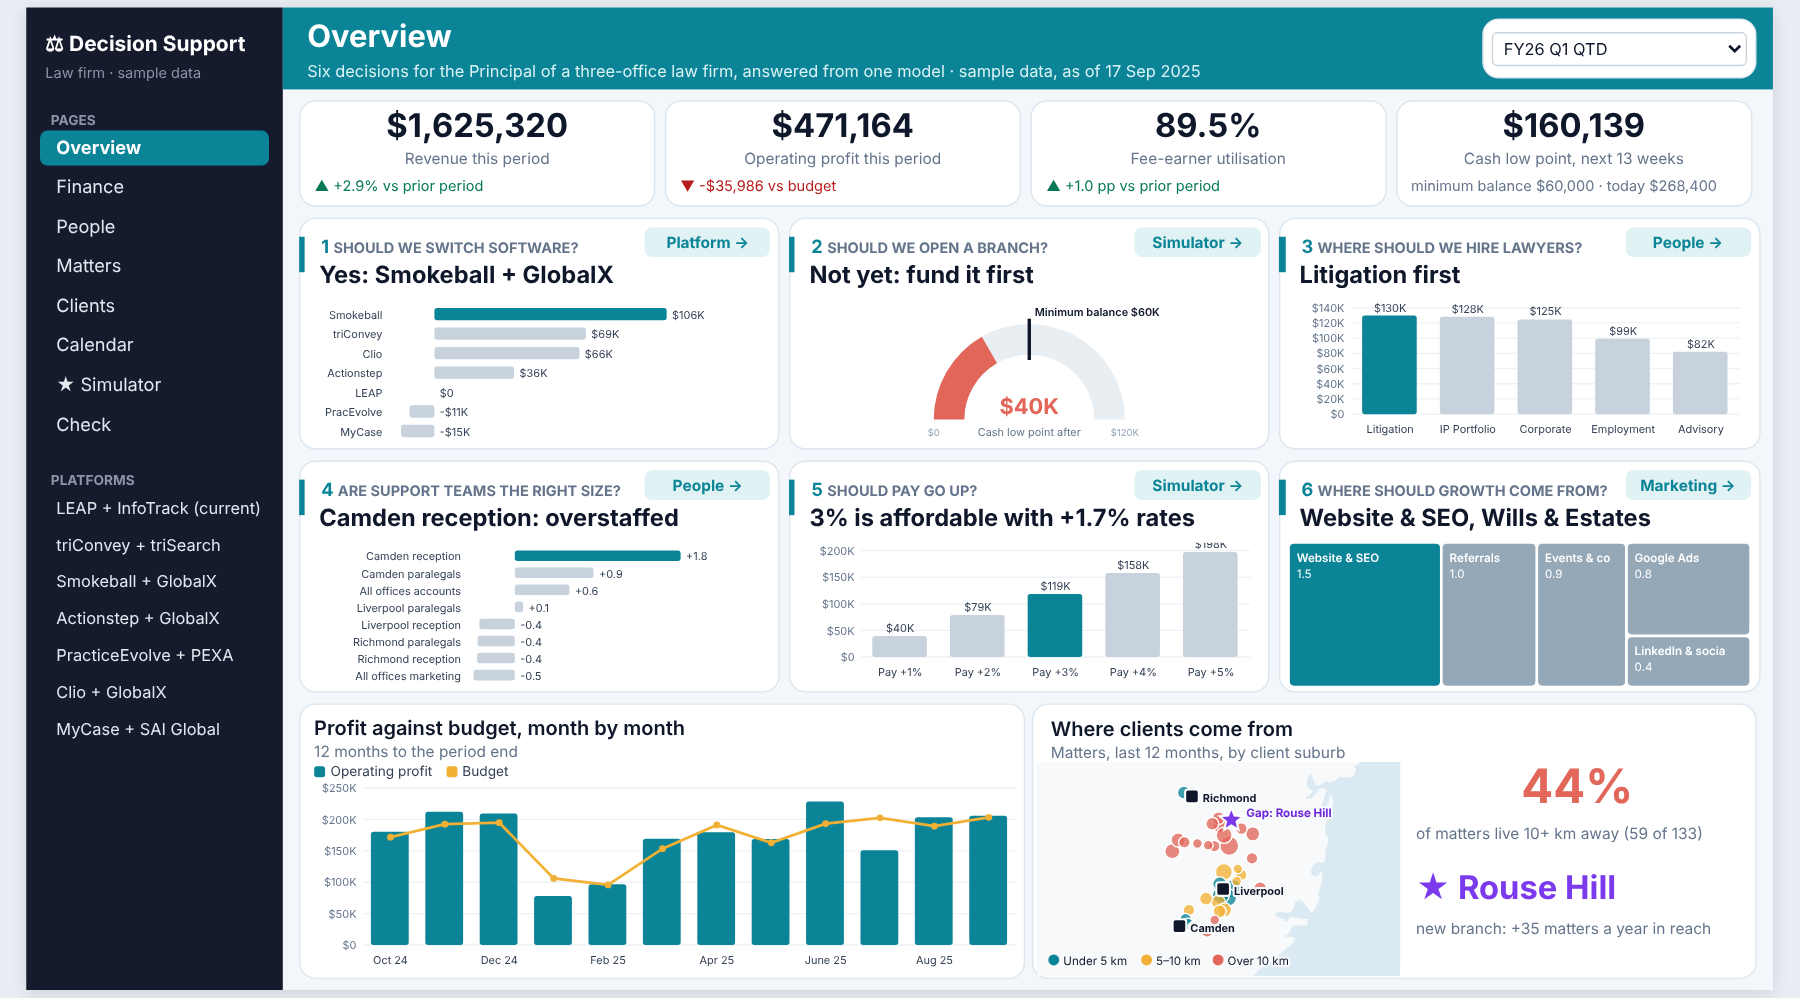 ⚖ Decision Support
Law firm · sample data
PAGES
Overview
Finance
People
Matters
Clients
Calendar
★ Simulator
Check
PLATFORMS
LEAP + InfoTrack (current)
triConvey + triSearch
Smokeball + GlobalX
Actionstep + GlobalX
PracticeEvolve + PEXA
Clio + GlobalX
MyCase + SAI Global
Overview
Six decisions for the Principal of a three-office law firm, answered from one model · sample data, as of 17 Sep 2025
FY26 Q1 QTD
$1,625,320
Revenue this period
▲ +2.9% vs prior period
$471,164
Operating profit this period
▼ -$35,986 vs budget
89.5%
Fee-earner utilisation
▲ +1.0 pp vs prior period
$160,139
Cash low point, next 13 weeks
minimum balance $60,000 · today $268,400
1 SHOULD WE SWITCH SOFTWARE?
Platform →
Yes: Smokeball + GlobalX
Smokeball $106K
triConvey $69K
Clio $66K
Actionstep $36K
LEAP $0
PracEvolve -$11K
MyCase -$15K
2 SHOULD WE OPEN A BRANCH?
Simulator →
Not yet: fund it first
Minimum balance $60K
$40K
$0 Cash low point after $120K
3 WHERE SHOULD WE HIRE LAWYERS?
People →
Litigation first
$140K
$120K
$100K
$80K
$60K
$40K
$20K
$0
$130K $128K $125K $99K $82K
Litigation IP Portfolio Corporate Employment Advisory
4 ARE SUPPORT TEAMS THE RIGHT SIZE?
People →
Camden reception: overstaffed
Camden reception +1.8
Camden paralegals +0.9
All offices accounts +0.6
Liverpool paralegals +0.1
Liverpool reception -0.4
Richmond paralegals -0.4
Richmond reception -0.4
All offices marketing -0.5
5 SHOULD PAY GO UP?
Simulator →
3% is affordable with +1.7% rates
$200K
$150K
$100K
$50K
$0
$40K $79K $119K $158K $198K
Pay +1% Pay +2% Pay +3% Pay +4% Pay +5%
6 WHERE SHOULD GROWTH COME FROM?
Marketing →
Website & SEO, Wills & Estates
Website & SEO
1.5
Referrals
1.0
Events & co
0.9
Google Ads
0.8
LinkedIn & socia
0.4
Profit against budget, month by month
12 months to the period end
Operating profit Budget
$250K
$200K
$150K
$100K
$50K
$0
Oct 24 Dec 24 Feb 25 Apr 25 June 25 Aug 25
Where clients come from
Matters, last 12 months, by client suburb
Richmond
Gap: Rouse Hill
Liverpool
Camden
Under 5 km 5–10 km Over 10 km
44%
of matters live 10+ km away (59 of 133)
★ Rouse Hill
new branch: +35 matters a year in reach